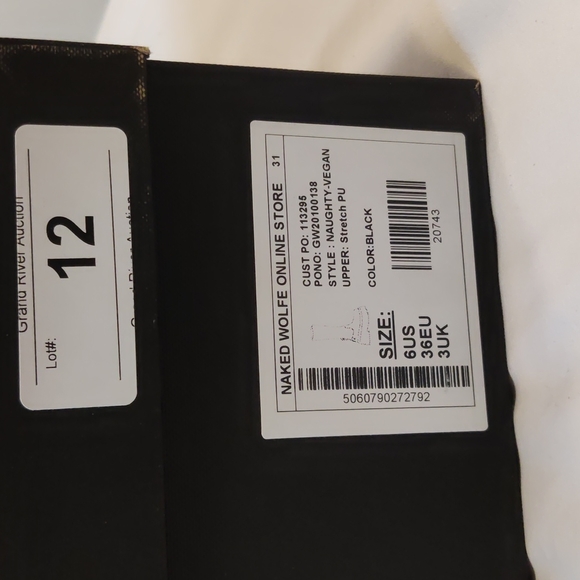 Grand River Auction
Lot#:
12
NAKED WOLFE ONLINE STORE 31
CUST PO: 113295
PONO: GW20100138
STYLE : NAUGHTY-VEGAN
UPPER: Stretch PU
COLOR:BLACK
20743
SIZE:
6US
36EU
3UK
5060790272792